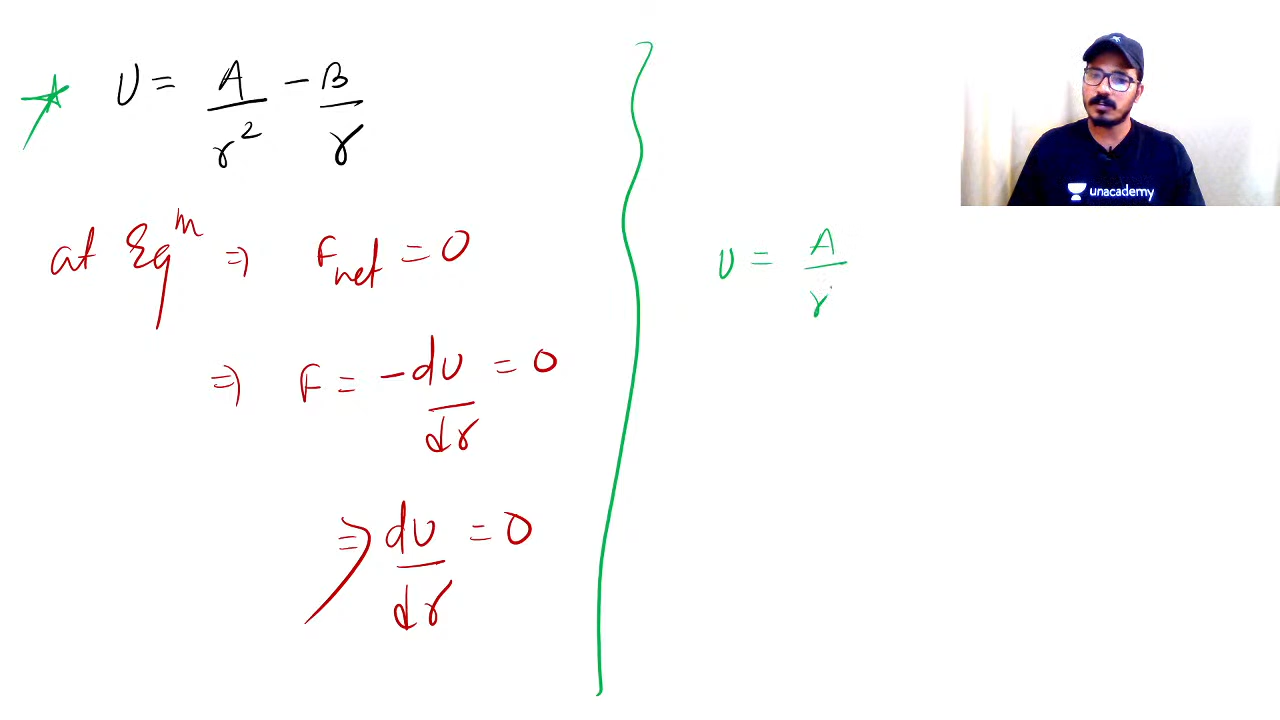 U = A/r² - B/r
at Eqᵐ ⇒ Fnet = 0
⇒ F = -dU/dr = 0
⇒ dU/dr = 0
U = A/r
unacademy